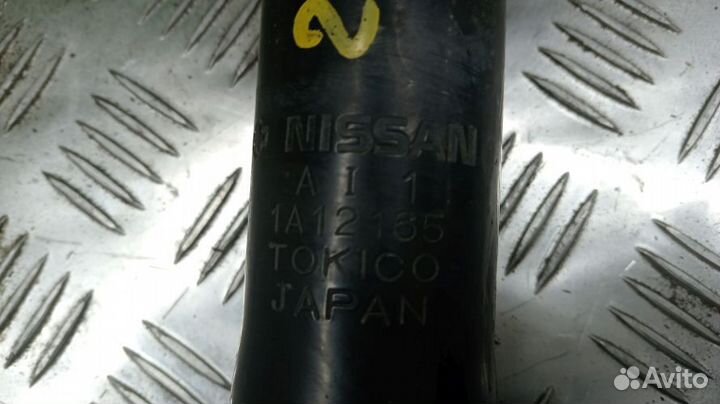 2
NISSAN
A I 1
1A12165
TOKICO
JAPAN
Avito